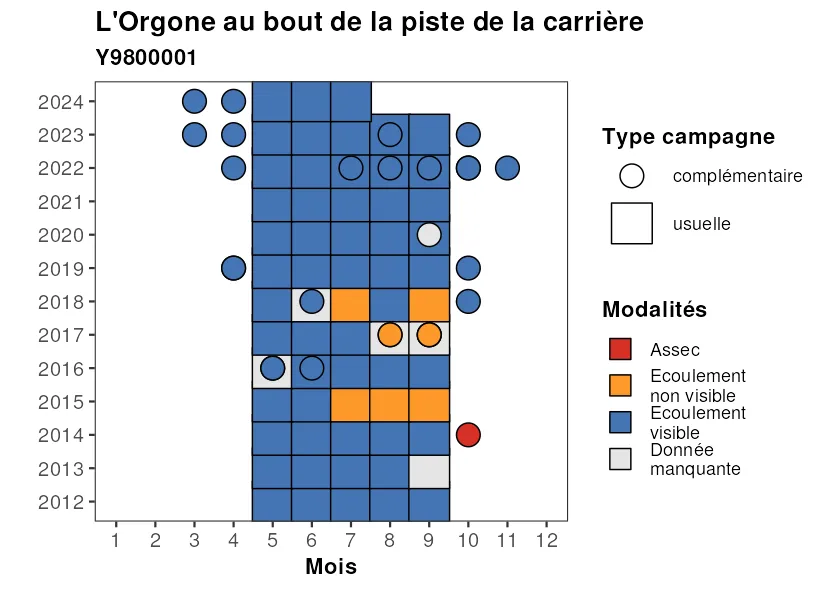 L'Orgone au bout de la piste de la carrière
Y9800001
2024
2023
2022
2021
2020
2019
2018
2017
2016
2015
2014
2013
2012
1 2 3 4 5 6 7 8 9 10 11 12
Mois
Type campagne
complémentaire
usuelle
Modalités
Assec
Ecoulement
non visible
Ecoulement
visible
Donnée
manquante